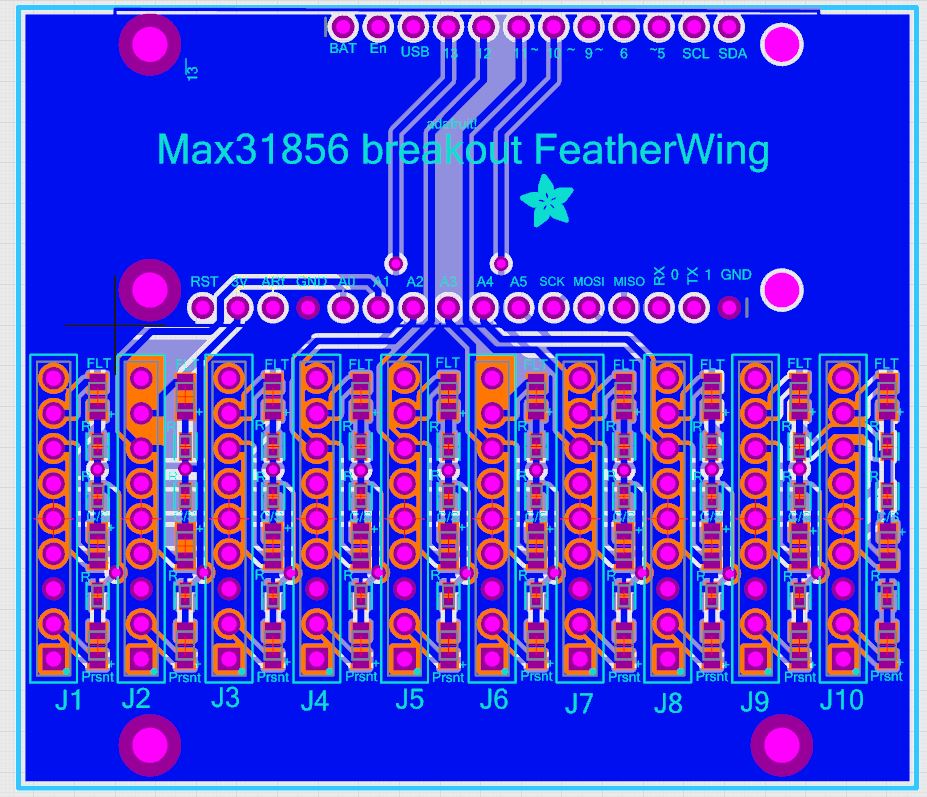 BAT En USB 13 12 11~ 10~ 9~ 6 ~5 SCL SDA
13
adafruit!
Max31856 breakout FeatherWing
RST 3V ARf GND A0 A1 A2 A3 A4 A5 SCK MOSI MISO RX 0 TX 1 GND
FLT FLT FLT FLT FLT FLT FLT FLT FLT FLT
Prsnt Prsnt Prsnt Prsnt Prsnt Prsnt Prsnt Prsnt Prsnt Prsnt
J1 J2 J3 J4 J5 J6 J7 J8 J9 J10